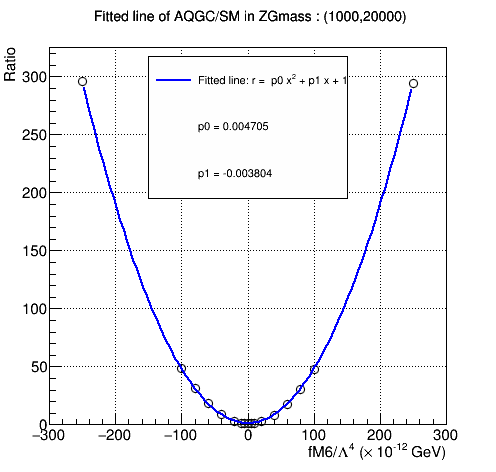 Fitted line of AQGC/SM in ZGmass : (1000,20000)
Ratio
Fitted line: r = p0 x² + p1 x + 1
p0 = 0.004705
p1 = -0.003804
300
250
200
150
100
50
0
−300 −200 −100 0 100 200 300
fM6/Λ⁴ (× 10⁻¹² GeV)